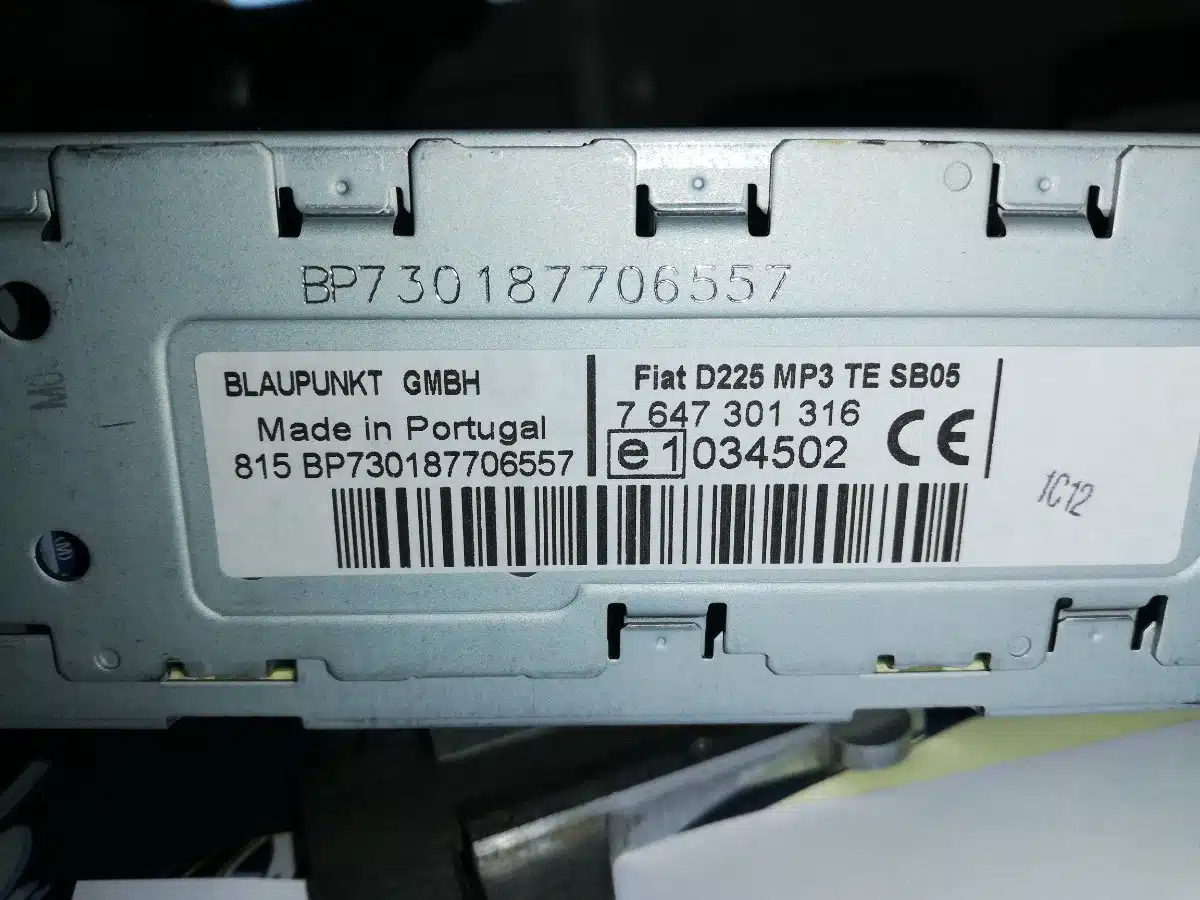 BP730187706557
BLAUPUNKT GMBH
Made in Portugal
815 BP730187706557
Fiat D225 MP3 TE SB05
7 647 301 316
e1 034502 CE
1C12